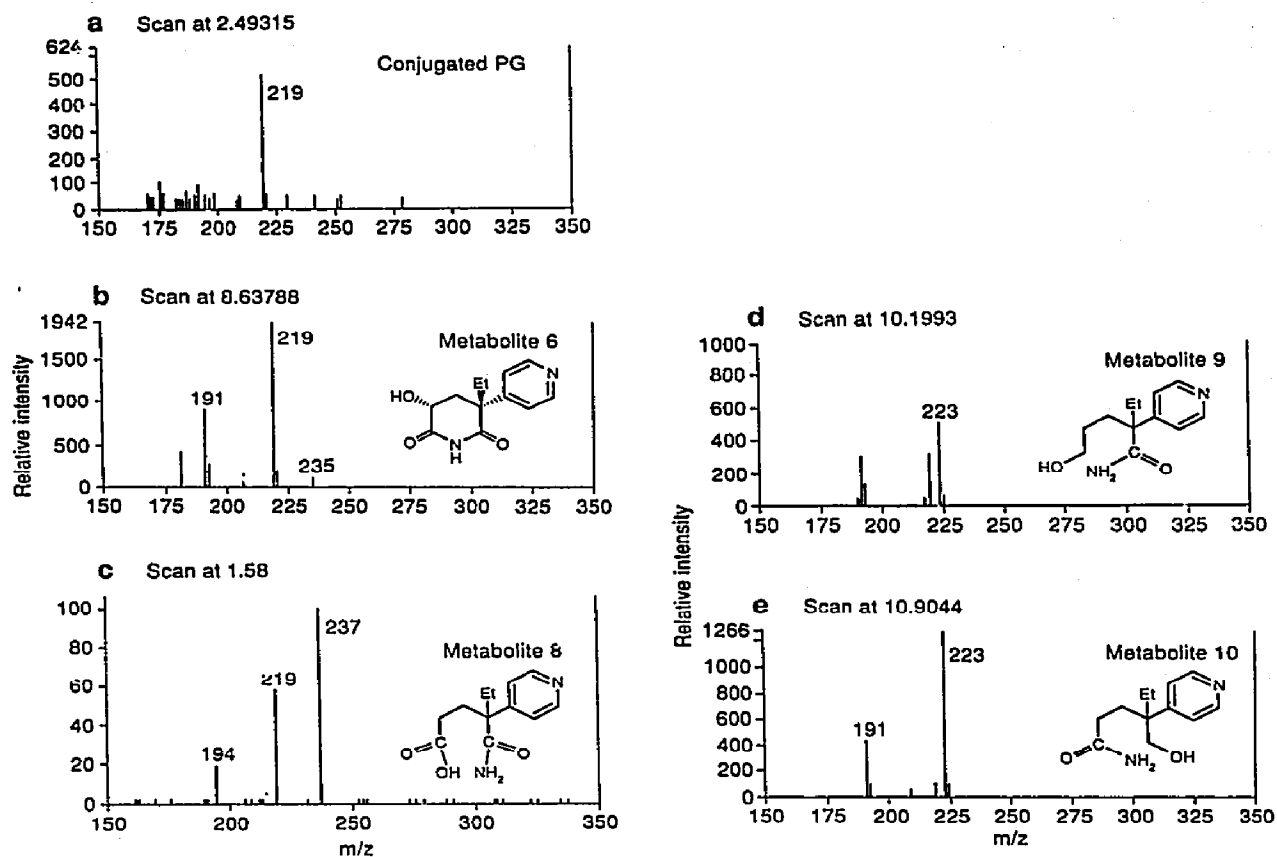 a Scan at 2.49315
Conjugated PG
624
500
400
300
200
100
0
219
150 175 200 225 250 275 300 325 350
b Scan at 8.63788
Metabolite 6
1942
1500
1000
500
0
219
191
235
Et
N
HO
O
N
H
O
150 175 200 225 250 275 300 325 350
Relative intensity
c Scan at 1.58
Metabolite 8
100
80
60
40
20
0
237
219
194
Et
N
O
C
OH
C
O
NH2
150 200 250 300 350
m/z
d Scan at 10.1993
Metabolite 9
1000
800
600
400
200
0
223
Et
N
HO
C
O
NH2
150 175 200 225 250 275 300 325 350
Relative intensity
e Scan at 10.9044
Metabolite 10
1266
1000
800
600
400
200
0
223
191
Et
N
O
C
NH2
OH
150 175 200 225 250 275 300 325 350
m/z